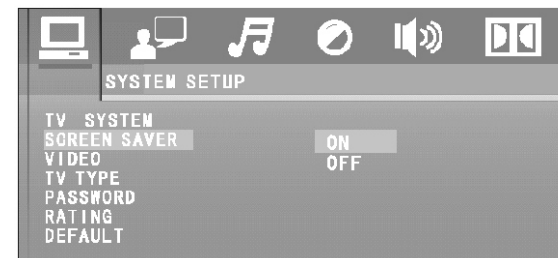 SYSTEM SETUP
TV SYSTEM
SCREEN SAVER
ON
VIDEO
OFF
TV TYPE
PASSWORD
RATING
DEFAULT